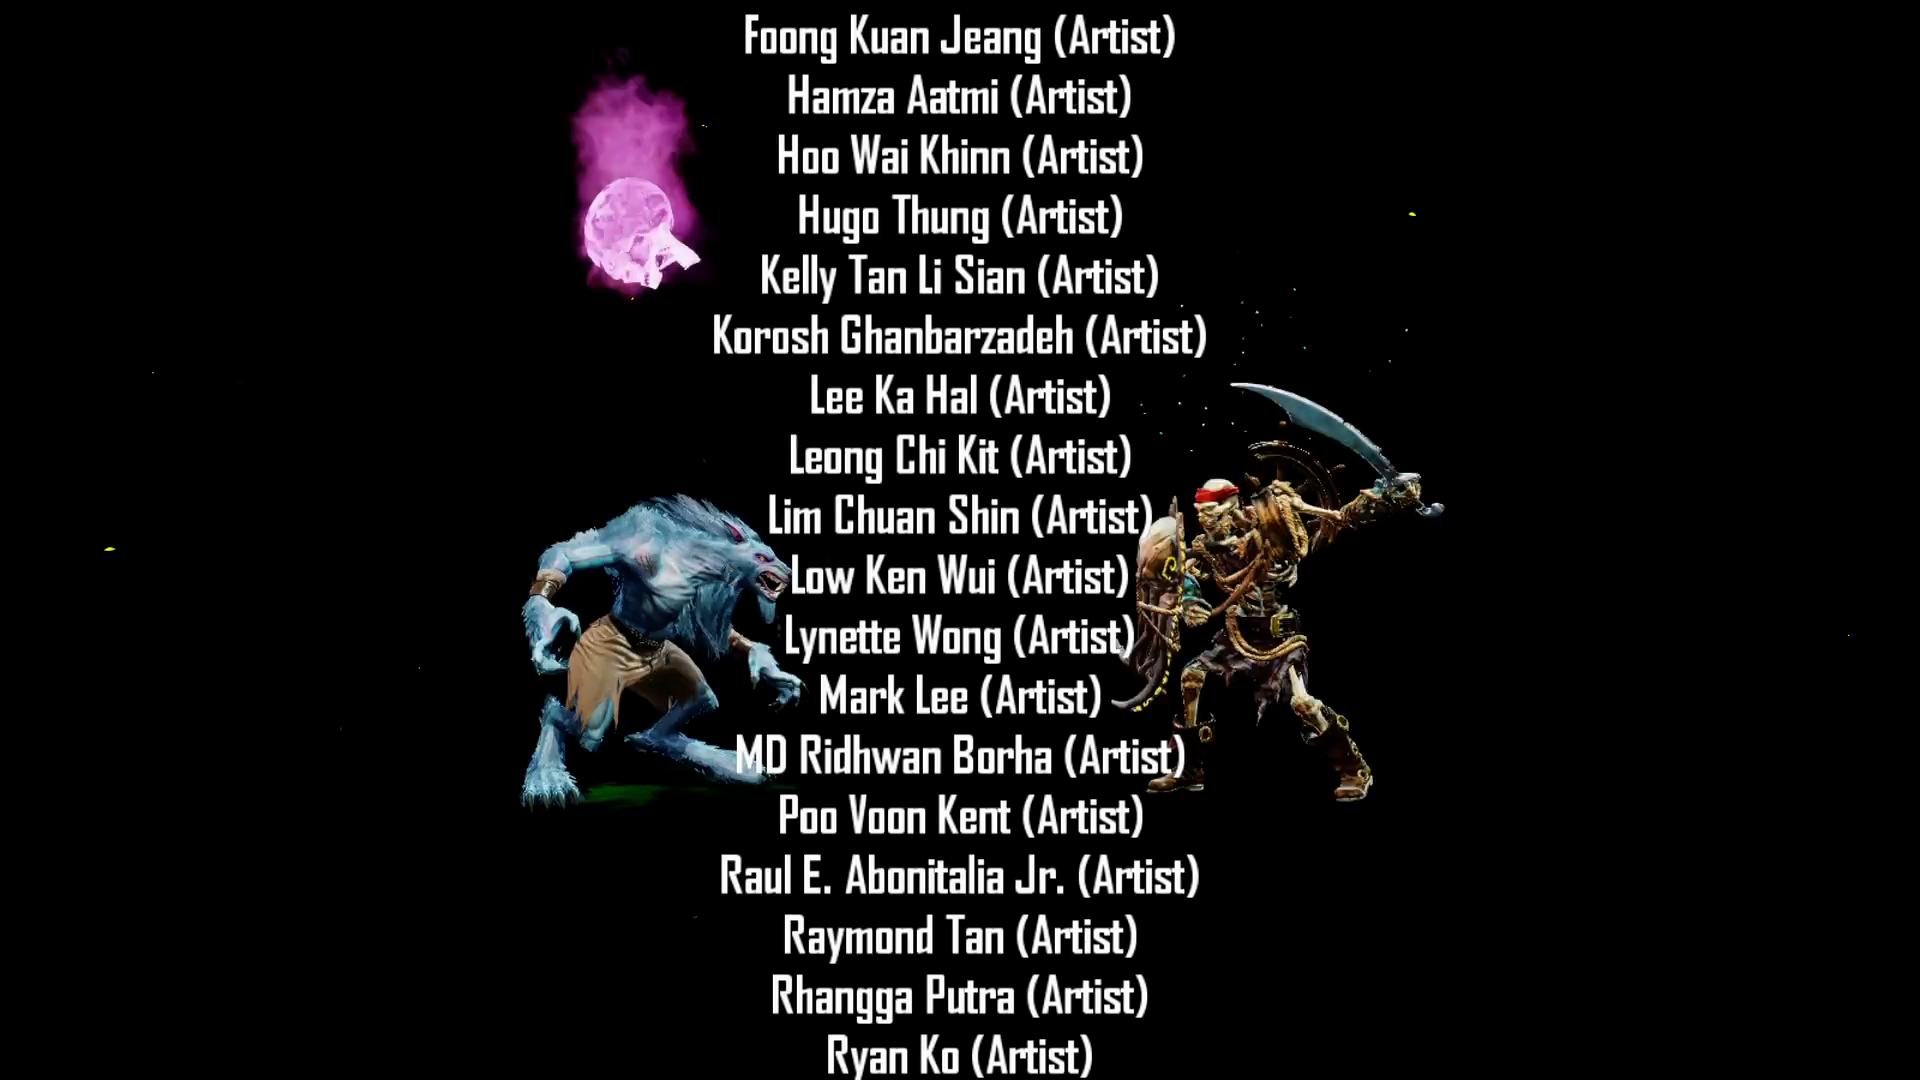 Foong Kuan Jeang (Artist)
Hamza Aatmi (Artist)
Hoo Wai Khinn (Artist)
Hugo Thung (Artist)
Kelly Tan Li Sian (Artist)
Korosh Ghanbarzadeh (Artist)
Lee Ka Hal (Artist)
Leong Chi Kit (Artist)
Lim Chuan Shin (Artist)
Low Ken Wui (Artist)
Lynette Wong (Artist)
Mark Lee (Artist)
MD Ridhwan Borha (Artist)
Poo Voon Kent (Artist)
Raul E. Abonitalia Jr. (Artist)
Raymond Tan (Artist)
Rhangga Putra (Artist)
Ryan Ko (Artist)